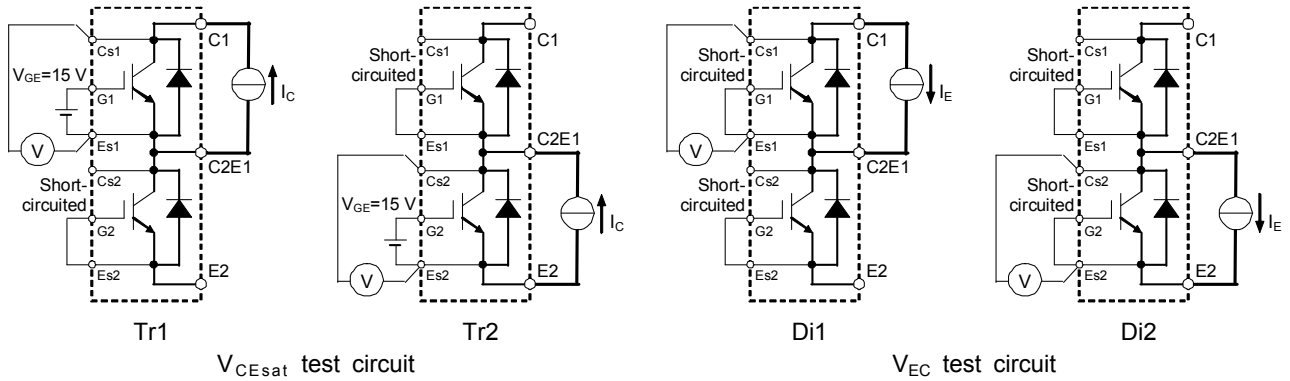 C1
Cs1
VGE=15 V
G1
IC
V
Es1
C2E1
Cs2
Short-
circuited
G2
Es2
E2
Tr1
C1
Cs1
Short-
circuited
G1
Es1
C2E1
Cs2
VGE=15 V
G2
IC
Es2
V
E2
Tr2
VCEsat test circuit
C1
Cs1
Short-
circuited
G1
IE
V
Es1
C2E1
Cs2
Short-
circuited
G2
Es2
E2
Di1
C1
Cs1
Short-
circuited
G1
Es1
C2E1
Cs2
Short-
circuited
G2
IE
Es2
V
E2
Di2
VEC test circuit